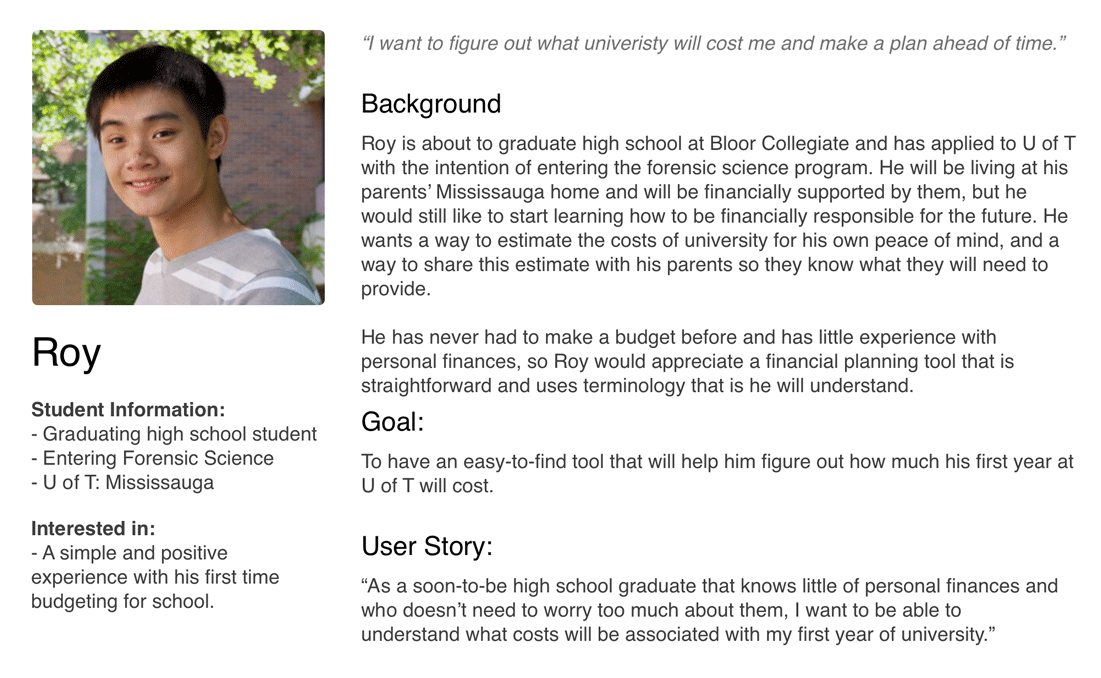 “I want to figure out what univeristy will cost me and make a plan ahead of time.”
Background
Roy is about to graduate high school at Bloor Collegiate and has applied to U of T
with the intention of entering the forensic science program. He will be living at his
parents’ Mississauga home and will be financially supported by them, but he
would still like to start learning how to be financially responsible for the future. He
wants a way to estimate the costs of university for his own peace of mind, and a
way to share this estimate with his parents so they know what they will need to
provide.
He has never had to make a budget before and has little experience with
personal finances, so Roy would appreciate a financial planning tool that is
straightforward and uses terminology that is he will understand.
Goal:
To have an easy-to-find tool that will help him figure out how much his first year at
U of T will cost.
User Story:
“As a soon-to-be high school graduate that knows little of personal finances and
who doesn’t need to worry too much about them, I want to be able to
understand what costs will be associated with my first year of university.”
Roy
Student Information:
- Graduating high school student
- Entering Forensic Science
- U of T: Mississauga
Interested in:
- A simple and positive
experience with his first time
budgeting for school.